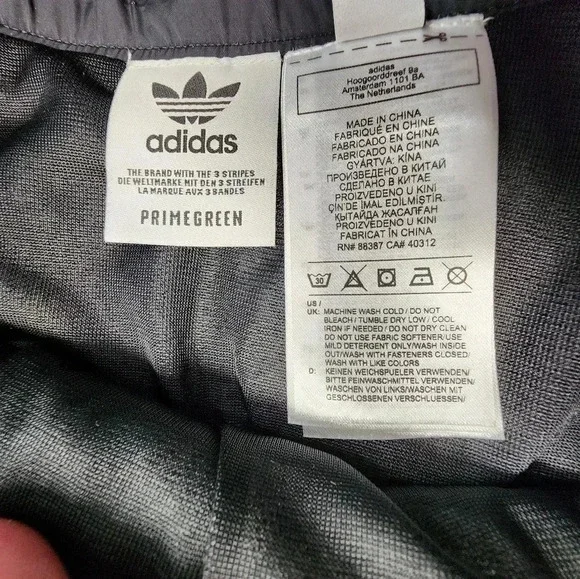 adidas
THE BRAND WITH THE 3 STRIPES
DIE WELTMARKE MIT DEN 3 STREIFEN
LA MARQUE AUX 3 BANDES
PRIMEGREEN
adidas
Hoogoorddreef 9a
Amsterdam 1101 BA
The Netherlands
MADE IN CHINA
FABRIQUÉ EN CHINE
FABRICADO EN CHINA
FABRICADO NA CHINA
GYÁRTVA: KÍNA
ПРОИЗВЕДЕНО В КИТАЙ
СДЕЛАНО В КИТАЕ
PROIZVEDENO U KINI
ÇİN'DE İMAL EDİLMİŞTİR.
ҚЫТАЙДА ЖАСАЛҒАН
PROIZVEDENO U KINI
FABRICAT ÎN CHINA
RN# 88387 CA# 40312
30
US /
UK: MACHINE WASH COLD / DO NOT
BLEACH / TUMBLE DRY LOW / COOL
IRON IF NEEDED / DO NOT DRY CLEAN
DO NOT USE FABRIC SOFTENER/USE
MILD DETERGENT ONLY/WASH INSIDE
OUT/WASH WITH FASTENERS CLOSED/
WASH WITH LIKE COLORS
D: KEINEN WEICHSPUELER VERWENDEN/
BITTE FEINWASCHMITTEL VERWENDEN/
WASCHEN VON LINKS/WASCHEN MIT
GESCHLOSSENEN VERSCHLUESSEN/